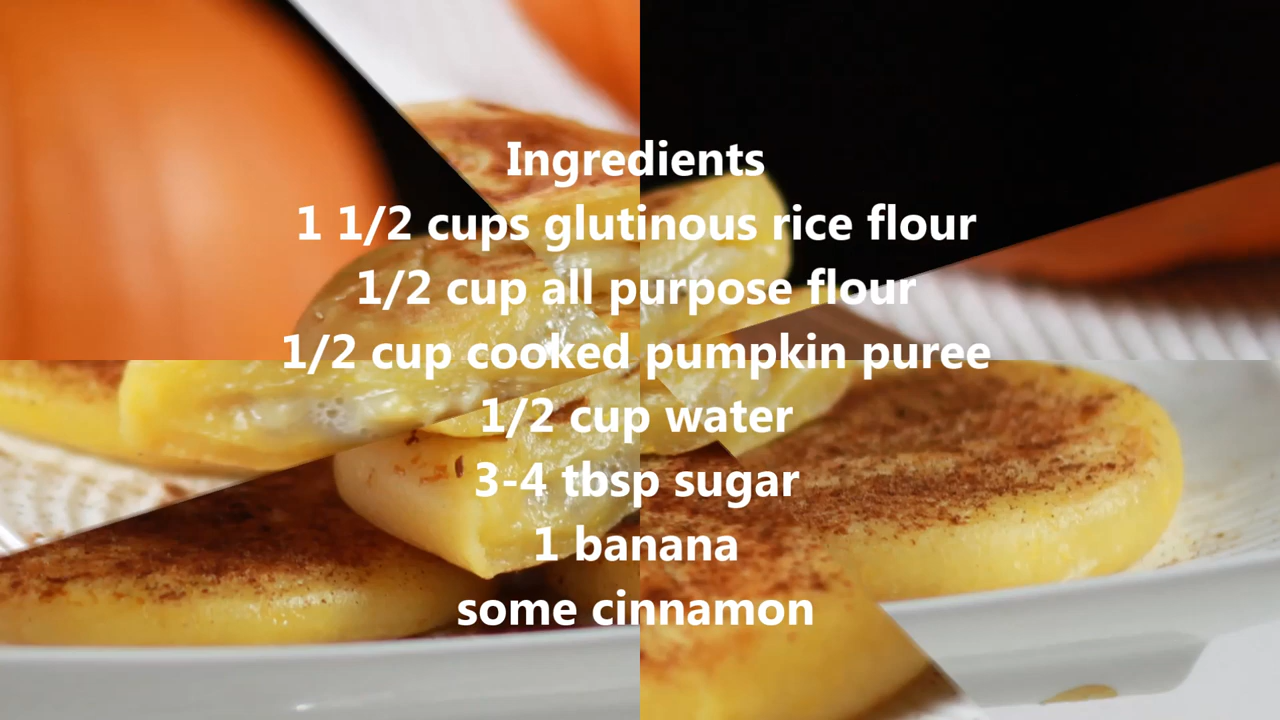 Ingredients
1 1/2 cups glutinous rice flour
1/2 cup all purpose flour
1/2 cup cooked pumpkin puree
1/2 cup water
3-4 tbsp sugar
1 banana
some cinnamon